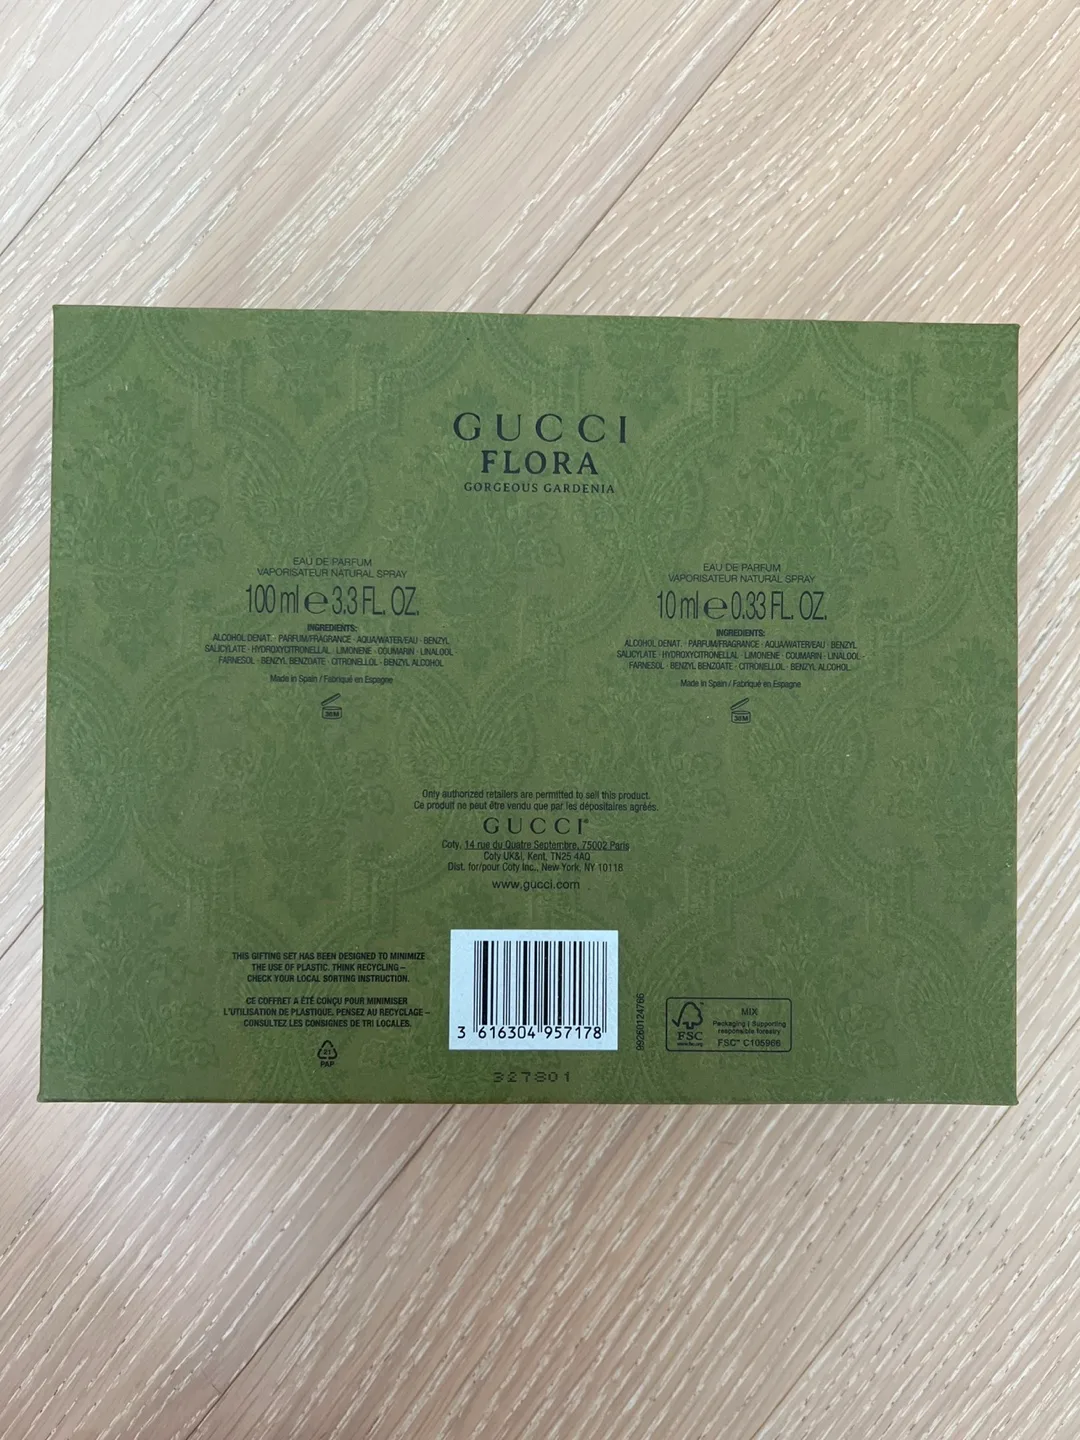 GUCCI
FLORA
GORGEOUS GARDENIA
EAU DE PARFUM
VAPORISATEUR NATURAL SPRAY
100 ml ℮ 3.3 FL. OZ.
INGREDIENTS:
ALCOHOL DENAT. · PARFUM/FRAGRANCE · AQUA/WATER/EAU · BENZYL
SALICYLATE · HYDROXYCITRONELLAL · LIMONENE · COUMARIN · LINALOOL ·
FARNESOL · BENZYL BENZOATE · CITRONELLOL · BENZYL ALCOHOL
Made in Spain / Fabriqué en Espagne
36M
EAU DE PARFUM
VAPORISATEUR NATURAL SPRAY
10 ml ℮ 0.33 FL. OZ.
INGREDIENTS:
ALCOHOL DENAT. · PARFUM/FRAGRANCE · AQUA/WATER/EAU · BENZYL
SALICYLATE · HYDROXYCITRONELLAL · LIMONENE · COUMARIN · LINALOOL ·
FARNESOL · BENZYL BENZOATE · CITRONELLOL · BENZYL ALCOHOL
Made in Spain / Fabriqué en Espagne
36M
Only authorized retailers are permitted to sell this product.
Ce produit ne peut être vendu que par les dépositaires agréés.
GUCCI®
Coty, 14 rue du Quatre Septembre, 75002 Paris
Coty UK&I, Kent, TN25 4AQ
Dist. for/pour Coty Inc., New York, NY 10118
www.gucci.com
THIS GIFTING SET HAS BEEN DESIGNED TO MINIMIZE
THE USE OF PLASTIC. THINK RECYCLING –
CHECK YOUR LOCAL SORTING INSTRUCTION.
CE COFFRET A ÉTÉ CONÇU POUR MINIMISER
L'UTILISATION DE PLASTIQUE. PENSEZ AU RECYCLAGE –
CONSULTEZ LES CONSIGNES DE TRI LOCALES.
21
PAP
3 616304 957178
99260124766
FSC
www.fsc.org
MIX
Packaging | Supporting
responsible forestry
FSC™ C105966
327801